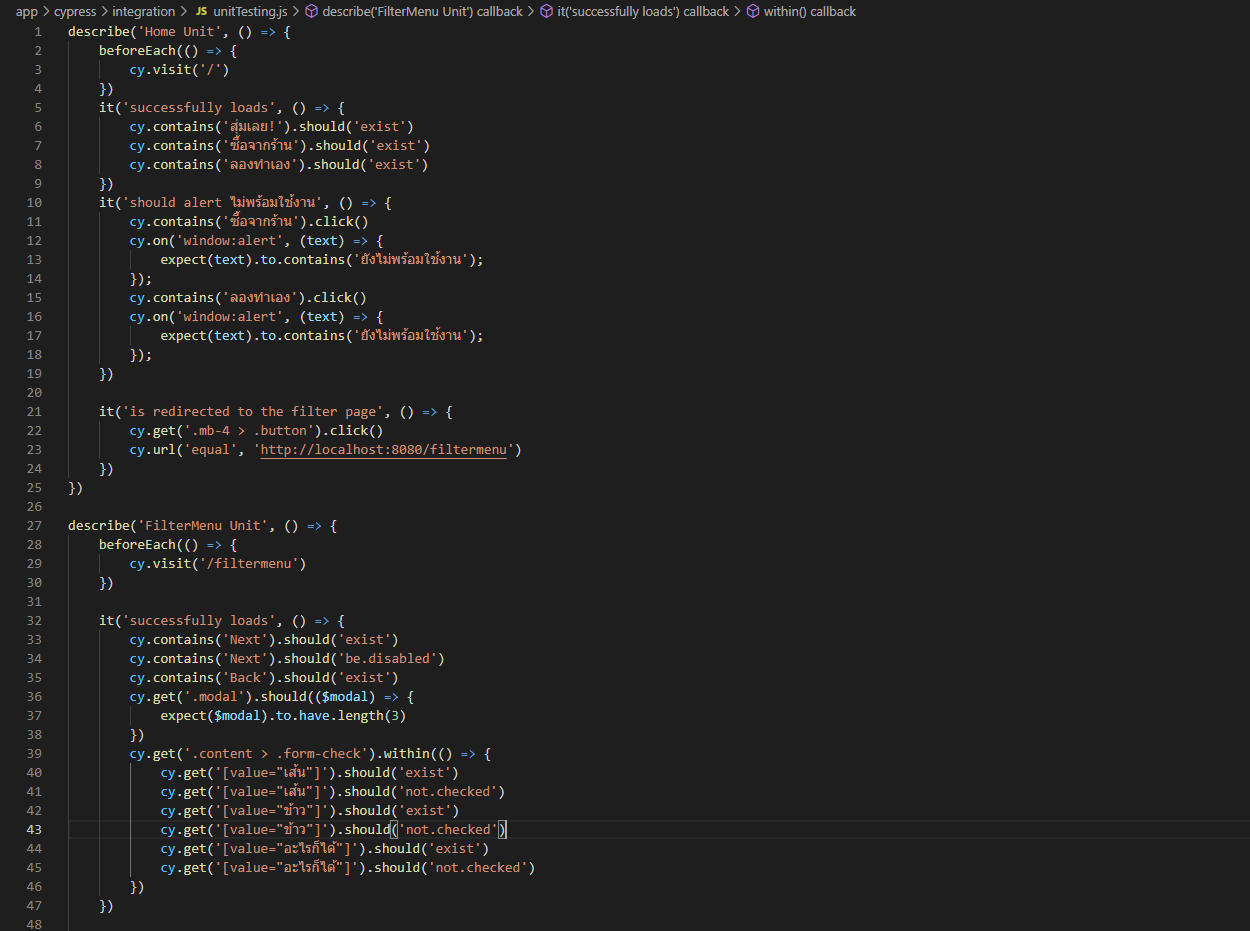 app > cypress > integration > JS unitTesting.js > describe('FilterMenu Unit') callback > it('successfully loads') callback > within() callback
1 describe('Home Unit', () => {
2     beforeEach(() => {
3         cy.visit('/')
4     })
5     it('successfully loads', () => {
6         cy.contains('สุ่มเลย!').should('exist')
7         cy.contains('ซื้อจากร้าน').should('exist')
8         cy.contains('ลองทำเอง').should('exist')
9     })
10     it('should alert ไม่พร้อมใช้งาน', () => {
11         cy.contains('ซื้อจากร้าน').click()
12         cy.on('window:alert', (text) => {
13             expect(text).to.contains('ยังไม่พร้อมใช้งาน');
14         });
15         cy.contains('ลองทำเอง').click()
16         cy.on('window:alert', (text) => {
17             expect(text).to.contains('ยังไม่พร้อมใช้งาน');
18         });
19     })
20
21     it('is redirected to the filter page', () => {
22         cy.get('.mb-4 > .button').click()
23         cy.url('equal', 'http://localhost:8080/filtermenu')
24     })
25 })
26
27 describe('FilterMenu Unit', () => {
28     beforeEach(() => {
29         cy.visit('/filtermenu')
30     })
31
32     it('successfully loads', () => {
33         cy.contains('Next').should('exist')
34         cy.contains('Next').should('be.disabled')
35         cy.contains('Back').should('exist')
36         cy.get('.modal').should(($modal) => {
37             expect($modal).to.have.length(3)
38         })
39         cy.get('.content > .form-check').within(() => {
40             cy.get('[value="เส้น"]').should('exist')
41             cy.get('[value="เส้น"]').should('not.checked')
42             cy.get('[value="ข้าว"]').should('exist')
43             cy.get('[value="ข้าว"]').should('not.checked')
44             cy.get('[value="อะไรก็ได้"]').should('exist')
45             cy.get('[value="อะไรก็ได้"]').should('not.checked')
46         })
47     })
48